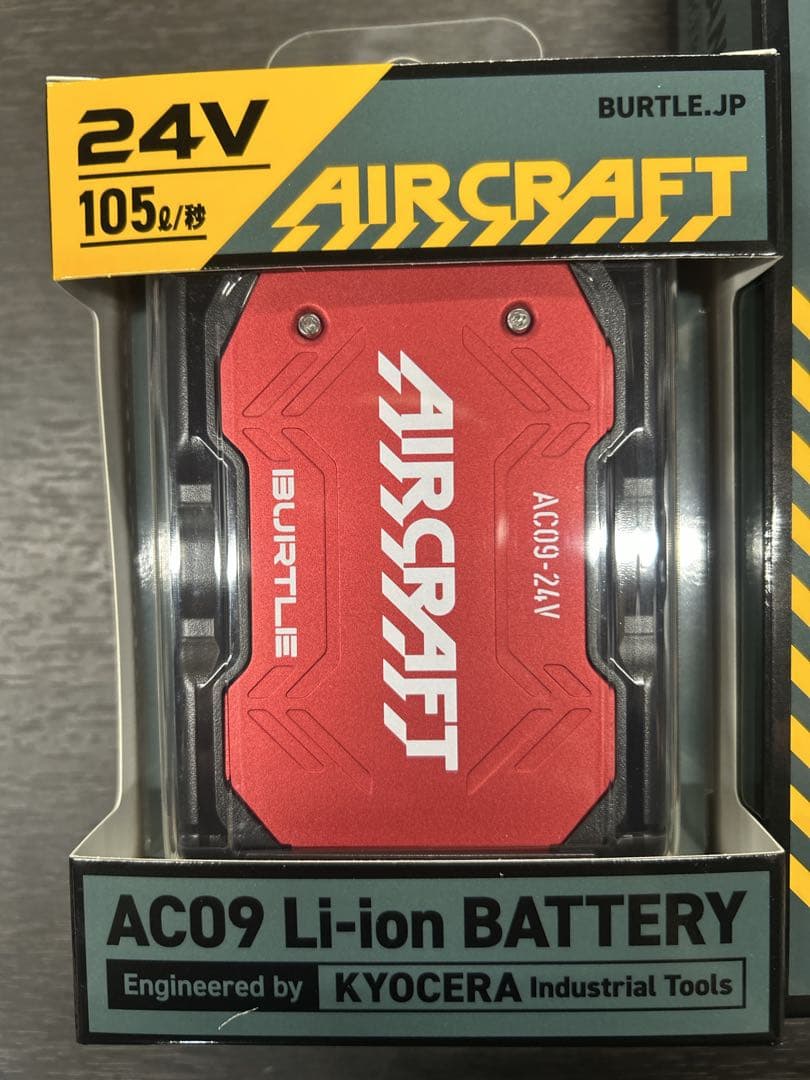 24V
105ℓ/秒
BURTLE.JP
AIRCRAFT
BURTLE
AIRCRAFT
AC09-24V
AC09 Li-ion BATTERY
Engineered by KYOCERA Industrial Tools